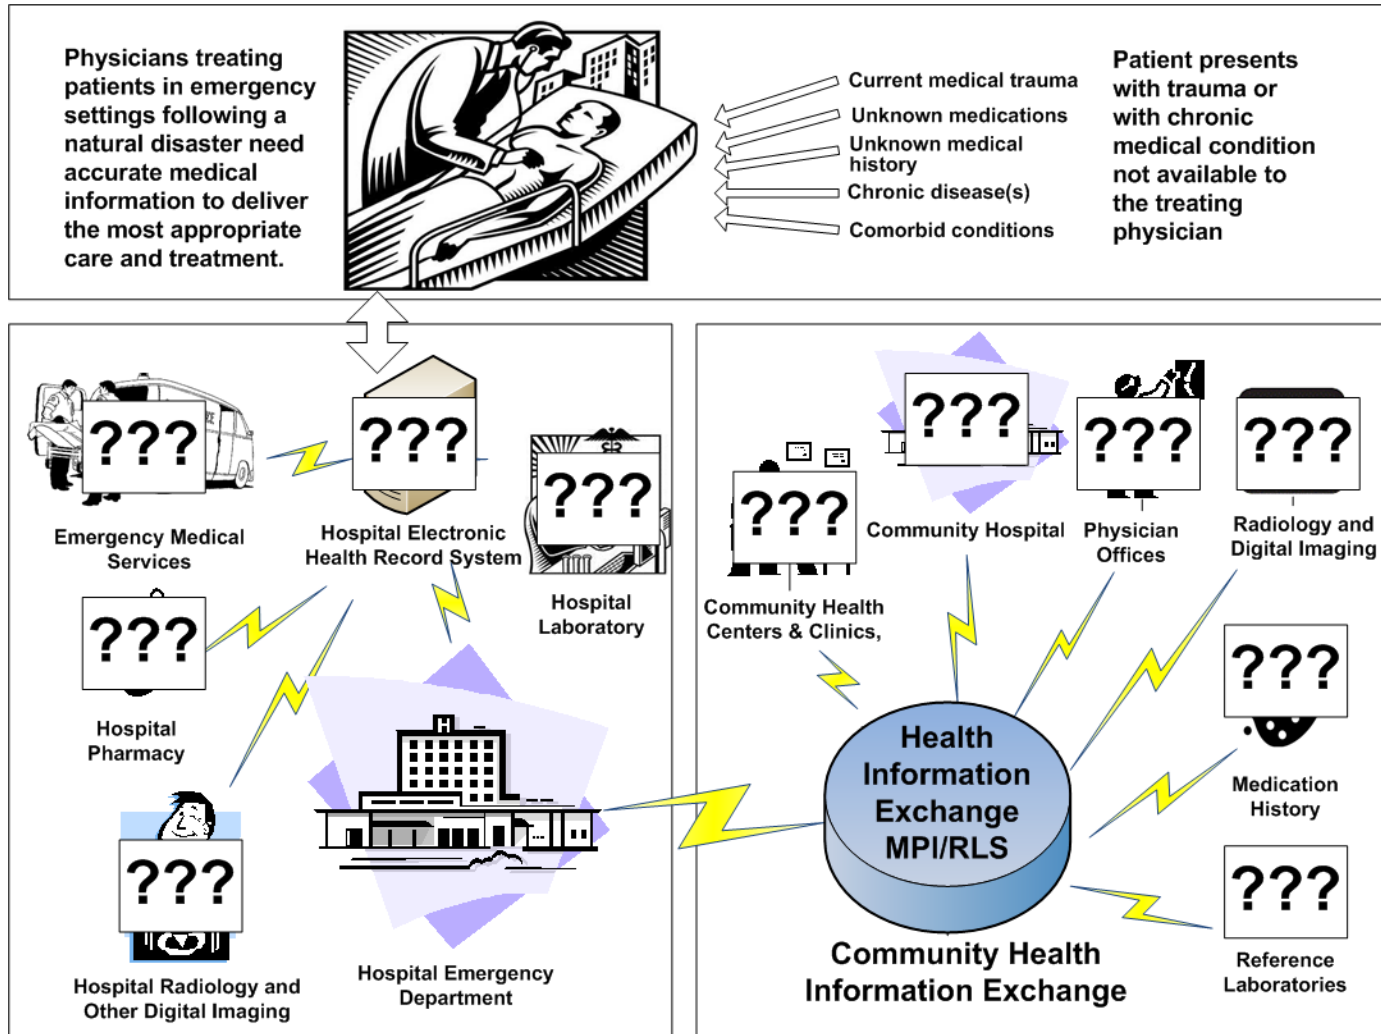 Physicians treating
patients in emergency
settings following a
natural disaster need
accurate medical
information to deliver
the most appropriate
care and treatment.
Current medical trauma
Unknown medications
Unknown medical
history
Chronic disease(s)
Comorbid conditions
Patient presents
with trauma or
with chronic
medical condition
not available to
the treating
physician
???
Emergency Medical
Services
???
Hospital Electronic
Health Record System
???
Hospital
Laboratory
???
Hospital
Pharmacy
???
Hospital Radiology and
Other Digital Imaging
H
Hospital Emergency
Department
???
Community Health
Centers & Clinics,
???
Community Hospital
???
Physician
Offices
???
Radiology and
Digital Imaging
???
Medication
History
???
Reference
Laboratories
Health
Information
Exchange
MPI/RLS
Community Health
Information Exchange